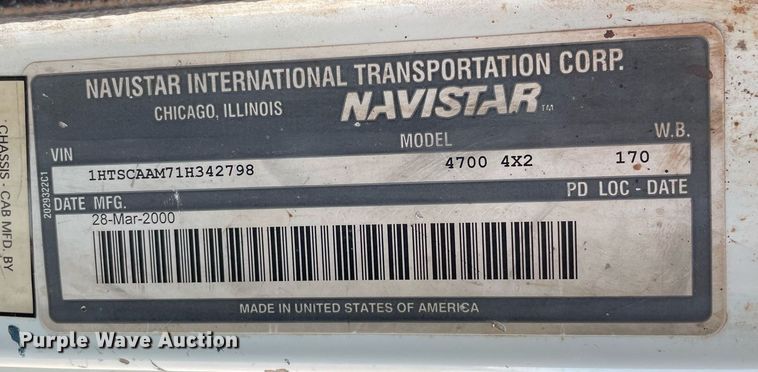 NAVISTAR INTERNATIONAL TRANSPORTATION CORP.
CHICAGO, ILLINOIS NAVISTAR TM
VIN MODEL W.B.
1HTSCAAM71H342798 4700 4X2 170
DATE MFG. PD LOC - DATE
28-Mar-2000
MADE IN UNITED STATES OF AMERICA
2029322C1
CHASSIS - CAB MFD. BY
Purple Wave Auction